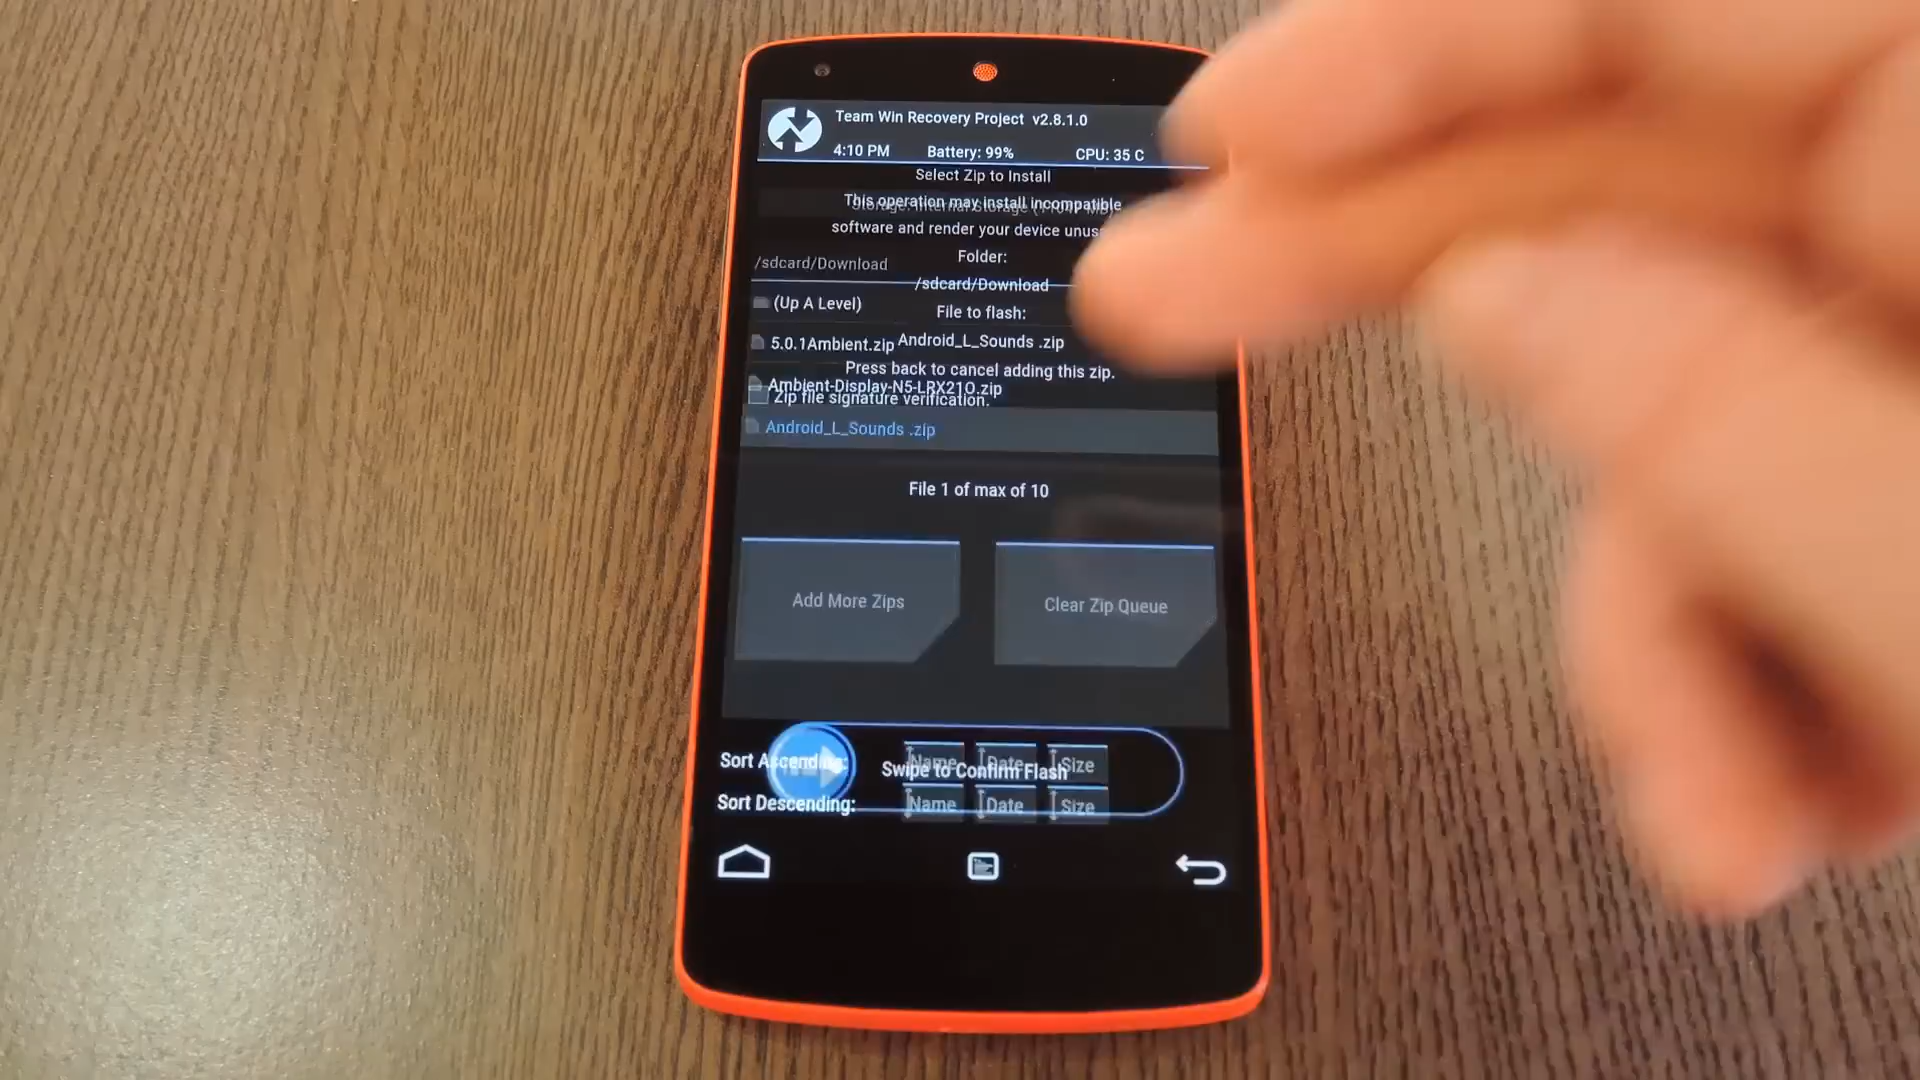 Team Win Recovery Project v2.8.1.0
4:10 PM Battery: 99% CPU: 35 C
Select Zip to Install
This operation may install incompatible
Storage: Internal Storage
software and render your device
/sdcard/Download
Folder:
/sdcard/Download
(Up A Level)
File to flash:
5.0.1Ambient.zip
Android_L_Sounds .zip
Press back to cancel adding this zip.
Ambient-Display-N5-LRX21O.zip
Zip file signature verification.
Android_L_Sounds .zip
File 1 of max of 10
Add More Zips
Clear Zip Queue
Sort Ascending: Name Date Size
Swipe to Confirm Flash
Sort Descending: Name Date Size